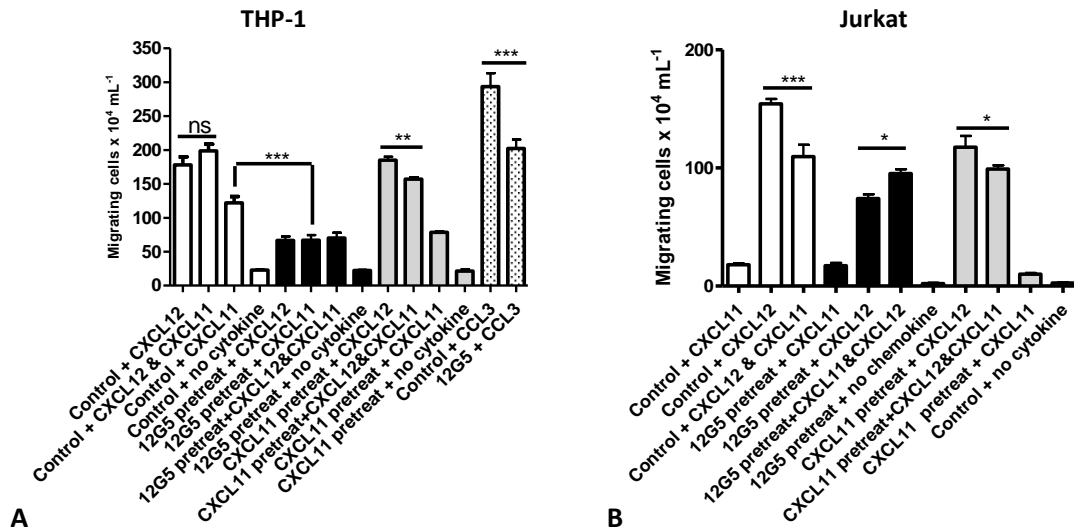 THP-1
Migrating cells x 10⁴ mL⁻¹
350
300
250
200
150
100
50
0
ns
***
**
***
Control + CXCL12
Control + CXCL12 & CXCL11
Control + CXCL11
Control + no cytokine
12G5 pretreat + CXCL12
12G5 pretreat + CXCL11
12G5 pretreat+CXCL12&CXCL11
12G5 pretreat + no cytokine
CXCL11 pretreat + CXCL12
CXCL11 pretreat+CXCL12&CXCL11
CXCL11 pretreat + CXCL11
CXCL11 pretreat + no cytokine
Control + CCL3
12G5 + CCL3
A
Jurkat
Migrating cells x 10⁴ mL⁻¹
200
100
0
***
*
*
Control + CXCL11
Control + CXCL12
Control + CXCL12 & CXCL11
12G5 pretreat + CXCL11
12G5 pretreat + CXCL12
12G5 pretreat+CXCL11&CXCL12
12G5 pretreat + no chemokine
CXCL11 pretreat + CXCL12
CXCL11 pretreat+CXCL12&CXCL11
CXCL11 pretreat + CXCL11
Control + no cytokine
B